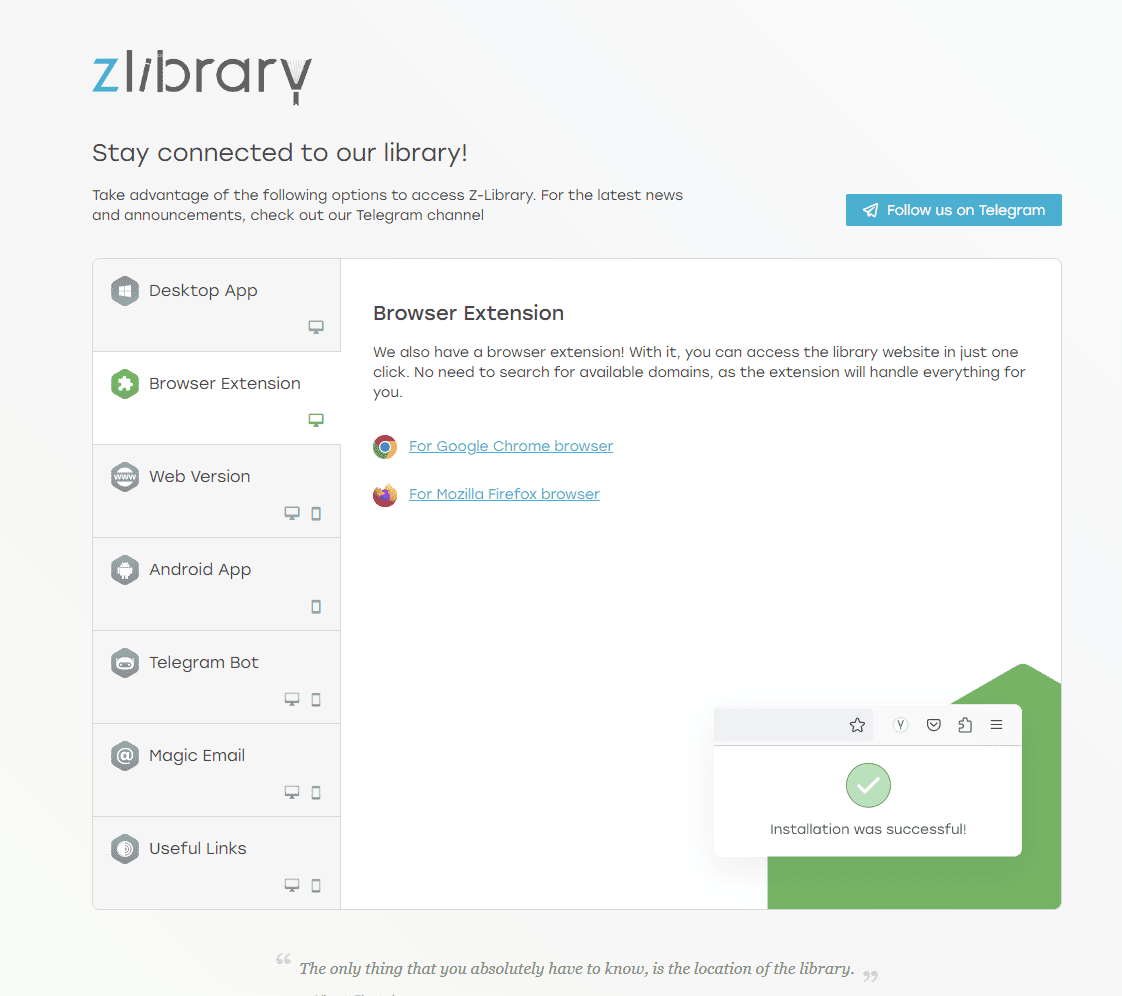 zlibrary
Stay connected to our library!
Take advantage of the following options to access Z-Library. For the latest news
and announcements, check out our Telegram channel
Follow us on Telegram
Desktop App
Browser Extension
Web Version
Android App
Telegram Bot
Magic Email
Useful Links
Browser Extension
We also have a browser extension! With it, you can access the library website in just one
click. No need to search for available domains, as the extension will handle everything for
you.
For Google Chrome browser
For Mozilla Firefox browser
Installation was successful!
“ The only thing that you absolutely have to know, is the location of the library. ”